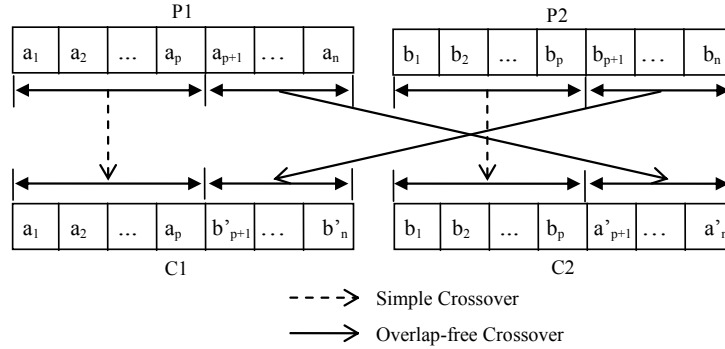 P1 P2
a₁ a₂ ... aₚ aₚ₊₁ ... aₙ b₁ b₂ ... bₚ bₚ₊₁ ... bₙ
a₁ a₂ ... aₚ b’ₚ₊₁ ... b’ₙ b₁ b₂ ... bₚ a’ₚ₊₁ ... a’ₙ
C1 C2
Simple Crossover
Overlap-free Crossover